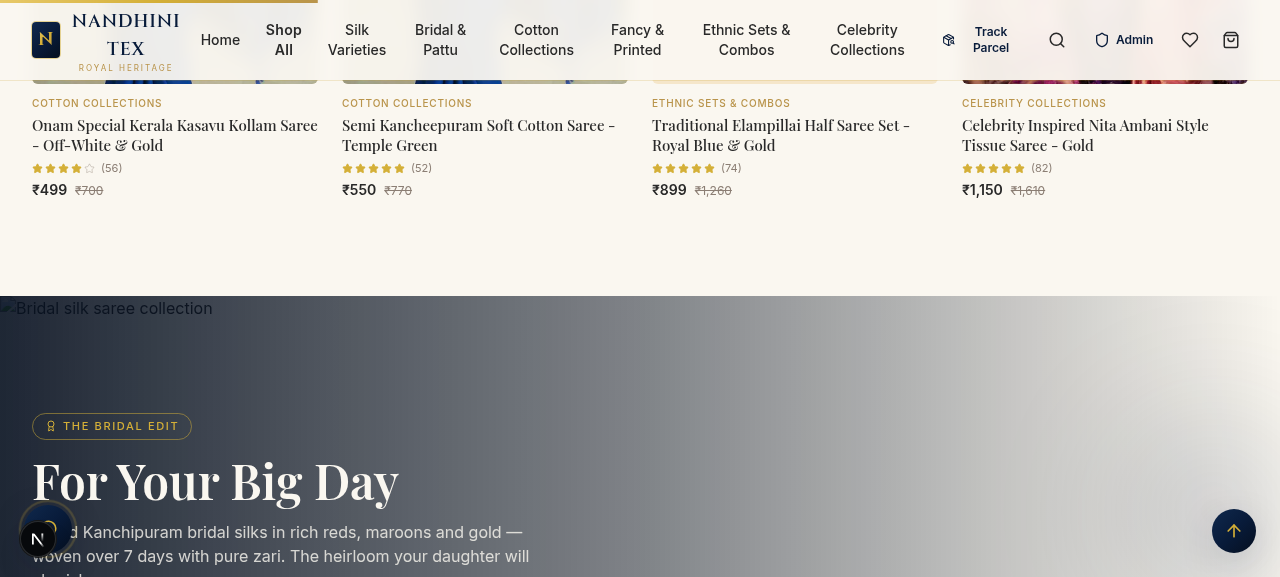 N
NANDHINI
TEX
ROYAL HERITAGE
Home
Shop
All
Silk
Varieties
Bridal &
Pattu
Cotton
Collections
Fancy &
Printed
Ethnic Sets &
Combos
Celebrity
Collections
Track
Parcel
Admin
COTTON COLLECTIONS
Onam Special Kerala Kasavu Kollam Saree
- Off-White & Gold
(56)
₹499 ₹700
COTTON COLLECTIONS
Semi Kancheepuram Soft Cotton Saree -
Temple Green
(52)
₹550 ₹770
ETHNIC SETS & COMBOS
Traditional Elampillai Half Saree Set -
Royal Blue & Gold
(74)
₹899 ₹1,260
CELEBRITY COLLECTIONS
Celebrity Inspired Nita Ambani Style
Tissue Saree - Gold
(82)
₹1,150 ₹1,610
Bridal silk saree collection
THE BRIDAL EDIT
For Your Big Day
Kanchipuram bridal silks in rich reds, maroons and gold —
woven over 7 days with pure zari. The heirloom your daughter will
N